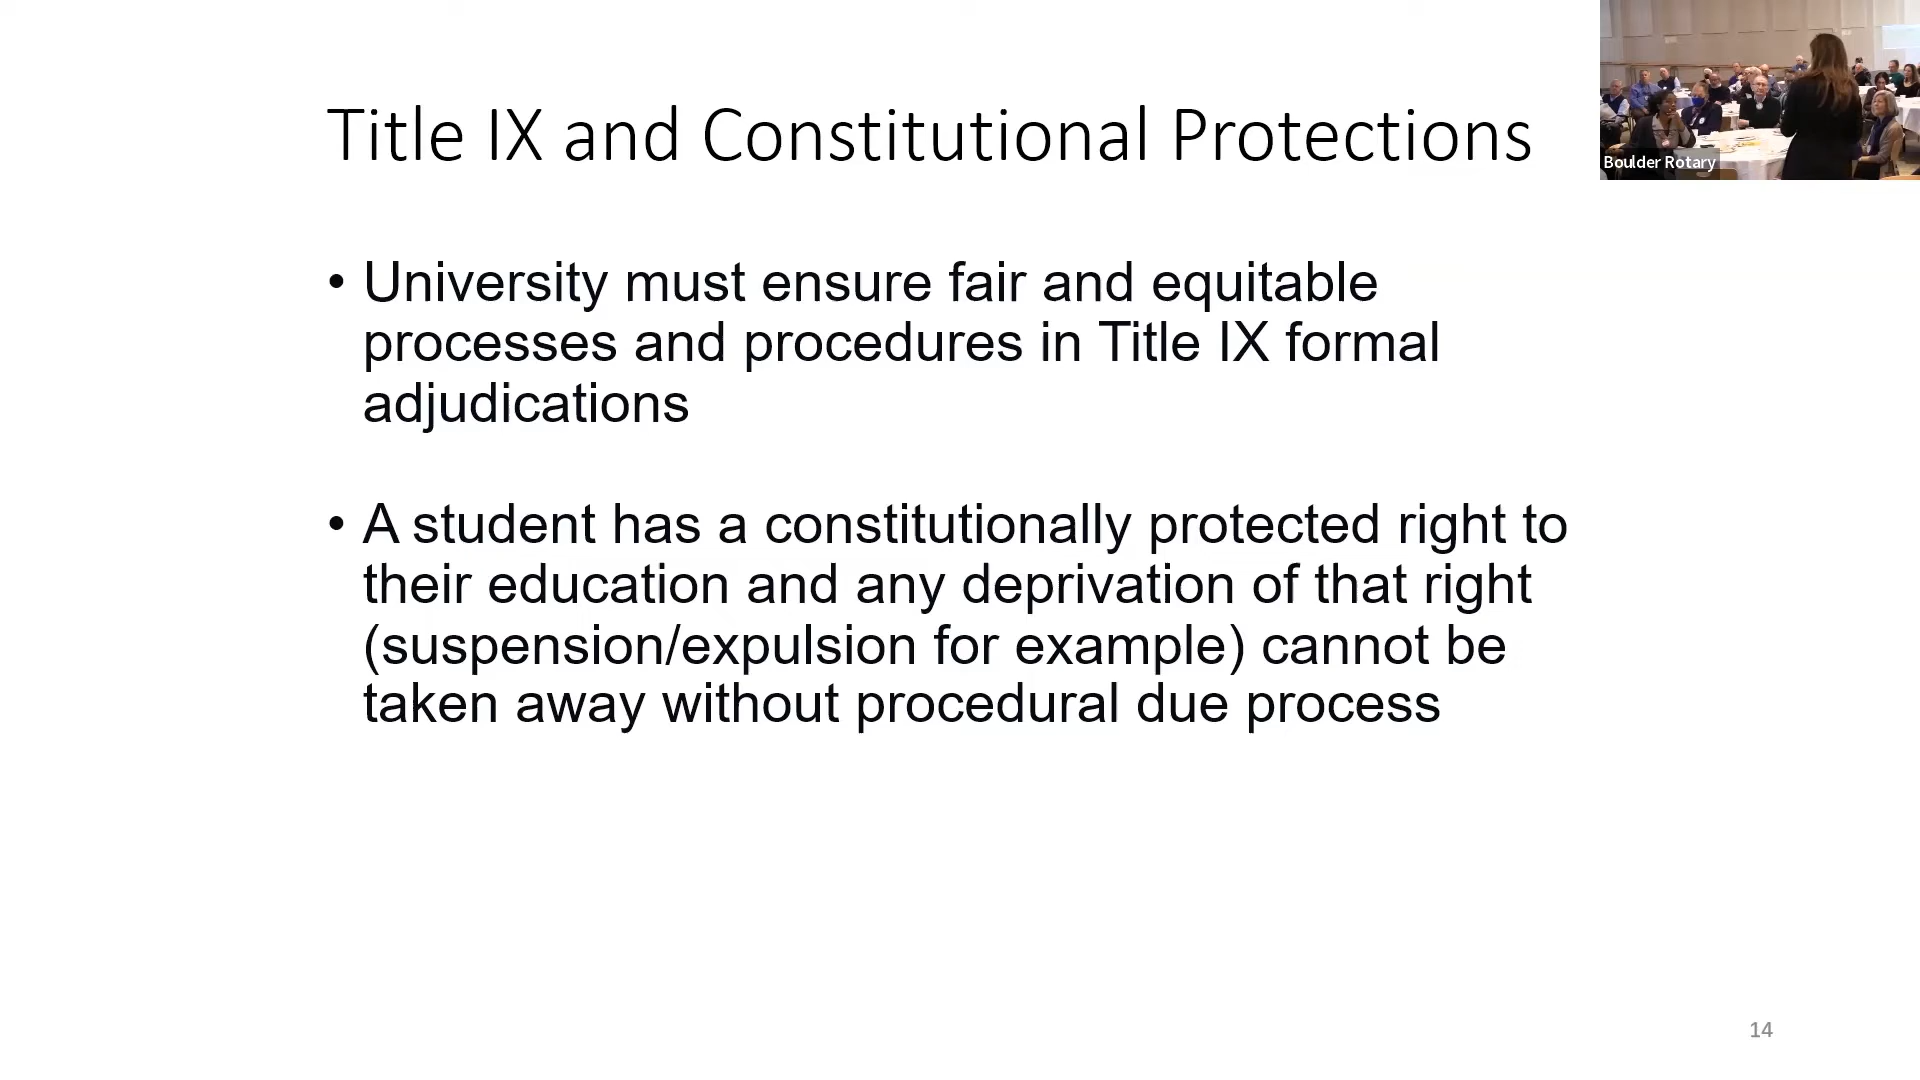 Title IX and Constitutional Protections
Boulder Rotary
• University must ensure fair and equitable
processes and procedures in Title IX formal
adjudications
• A student has a constitutionally protected right to
their education and any deprivation of that right
(suspension/expulsion for example) cannot be
taken away without procedural due process
14